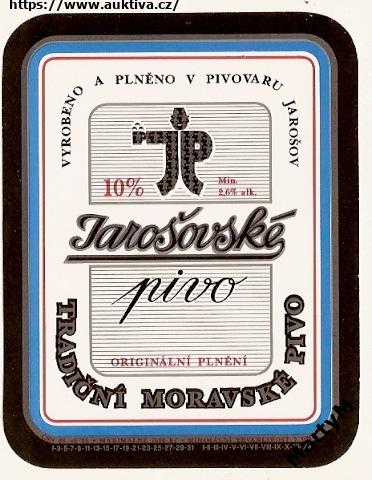 https://www.auktiva.cz/
VYROBENO A PLNĚNO V PIVOVARU JAROŠOV
JP
10%
Min.
2,6% alk.
Jarošovské
pivo
ORIGINÁLNÍ PLNĚNÍ
TRADIČNÍ MORAVSKÉ PIVO